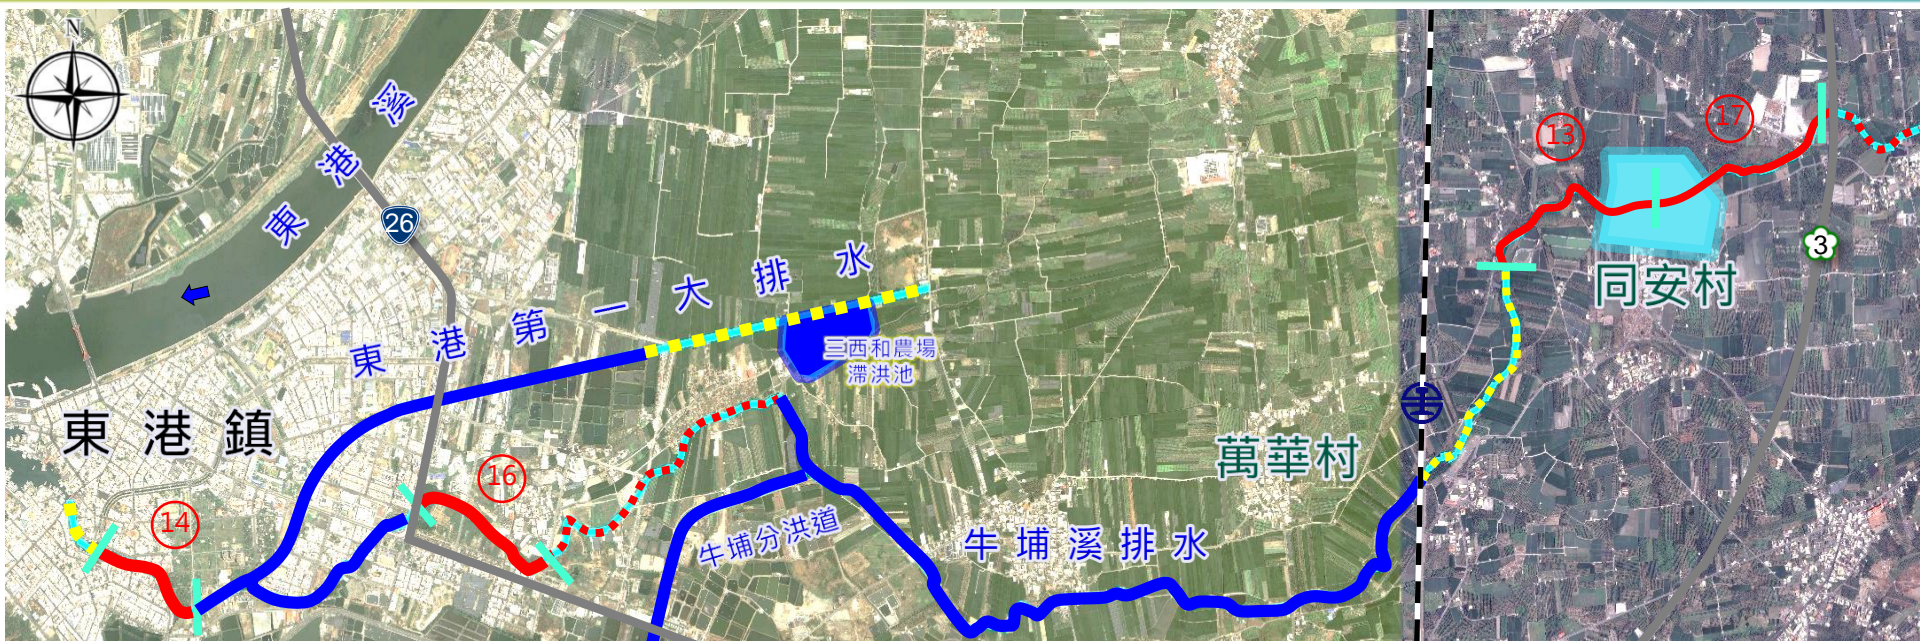 N
東港溪
26
東港第一大排水
三西和農場
滯洪池
東港鎮
14
16
牛埔分洪道
牛埔溪排水
萬華村
13
17
3
同安村